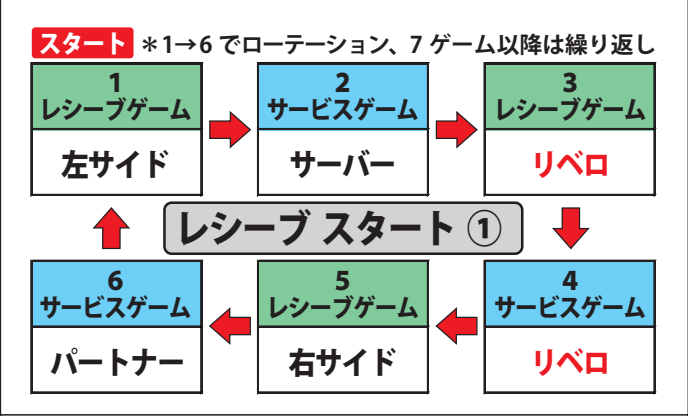 スタート ＊1→6 でローテーション、7 ゲーム以降は繰り返し
1
レシーブゲーム
左サイド
2
サービスゲーム
サーバー
3
レシーブゲーム
リベロ
レシーブ スタート ①
6
サービスゲーム
パートナー
5
レシーブゲーム
右サイド
4
サービスゲーム
リベロ